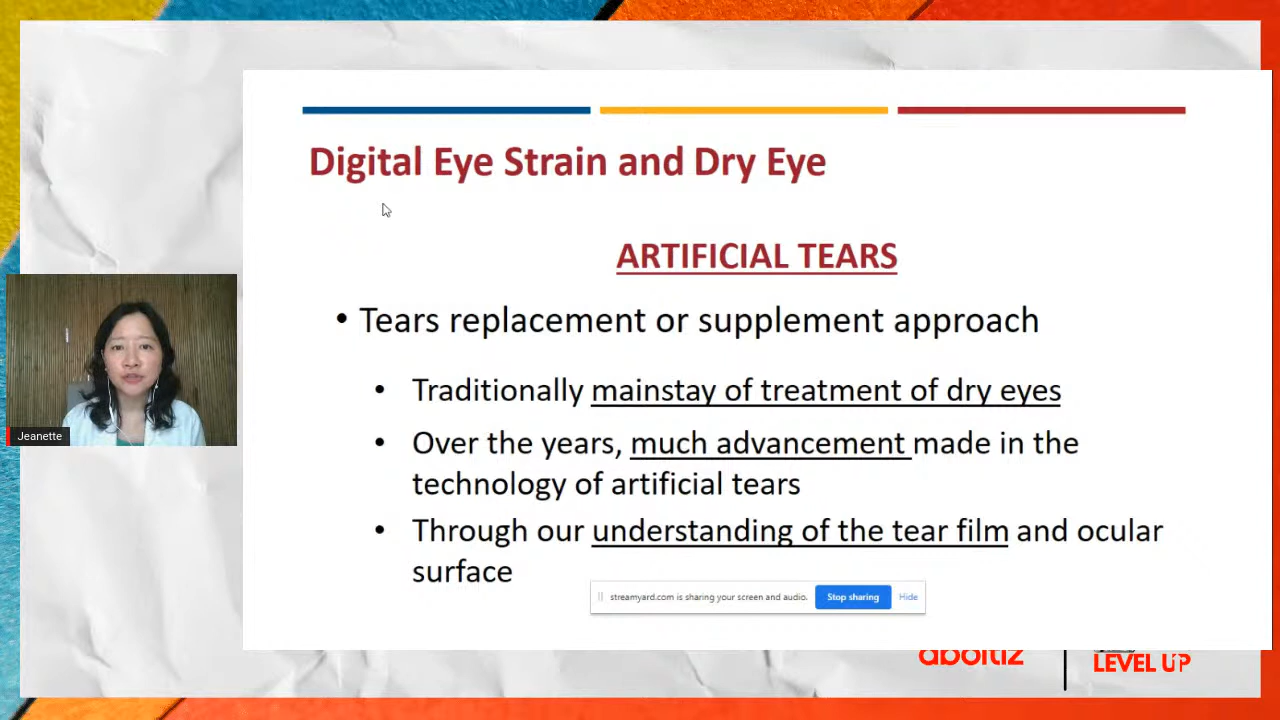 Digital Eye Strain and Dry Eye
ARTIFICIAL TEARS
• Tears replacement or supplement approach
• Traditionally mainstay of treatment of dry eyes
• Over the years, much advancement made in the
technology of artificial tears
• Through our understanding of the tear film and ocular
surface
Jeanette
streamyard.com is sharing your screen and audio.
Stop sharing
Hide
aboitiz
LEVEL UP